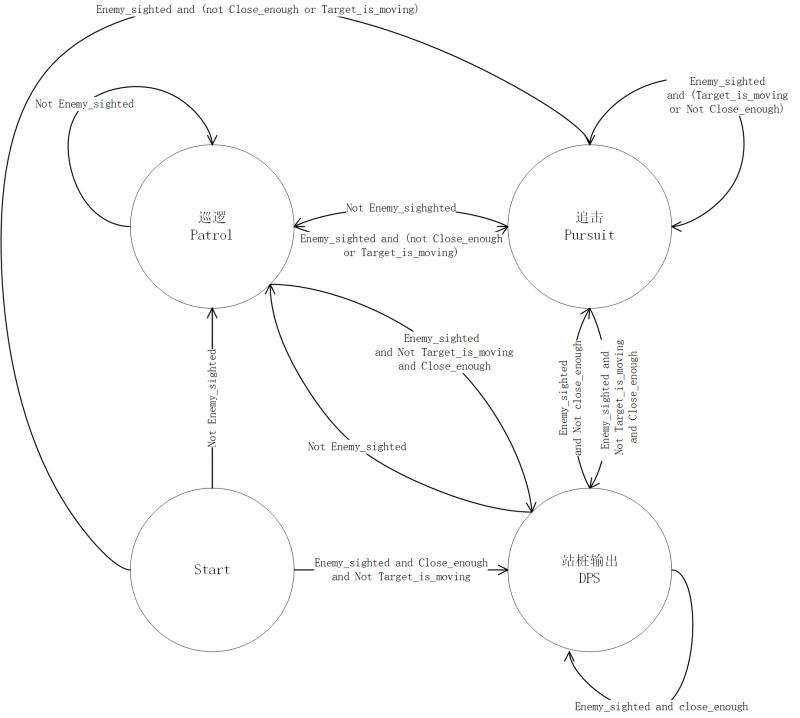 Enemy_sighted and (not Close_enough or Target_is_moving)
Not Enemy_sighted
Enemy_sighted
and (Target_is_moving
or Not Close_enough)
巡逻
Patrol
Not Enemy_sighghted
Enemy_sighted and (not Close_enough
or Target_is_moving)
追击
Pursuit
Enemy_sighted
and Not Target_is_moving
and Close_enough
Not Enemy_sighted
Not Enemy_sighted
Enemy_sighted
and Not close_enough
Enemy_sighted and
Not Target_is_moving
and Close_enough
Start
Enemy_sighted and Close_enough
and Not Target_is_moving
站桩输出
DPS
Enemy_sighted and close_enough